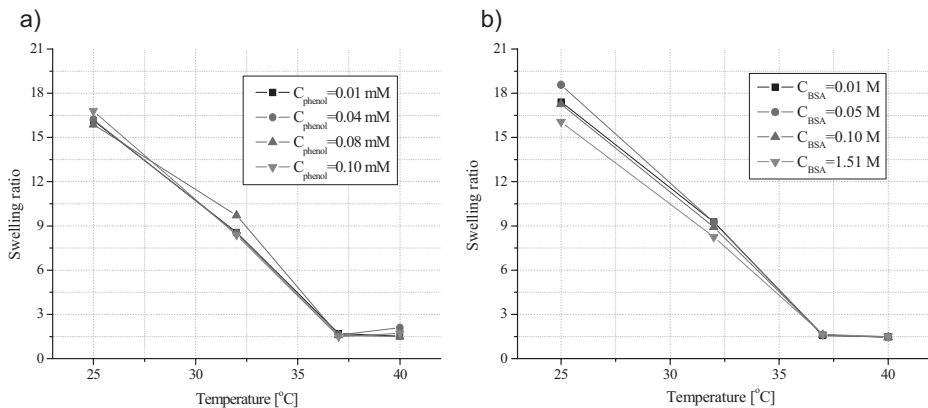 a)
21
18
15
12
9
6
3
0
Swelling ratio
25
30
35
40
Temperature [°C]
C_phenol=0.01 mM
C_phenol=0.04 mM
C_phenol=0.08 mM
C_phenol=0.10 mM
b)
21
18
15
12
9
6
3
0
Swelling ratio
25
30
35
40
Temperature [°C]
C_BSA=0.01 M
C_BSA=0.05 M
C_BSA=0.10 M
C_BSA=1.51 M